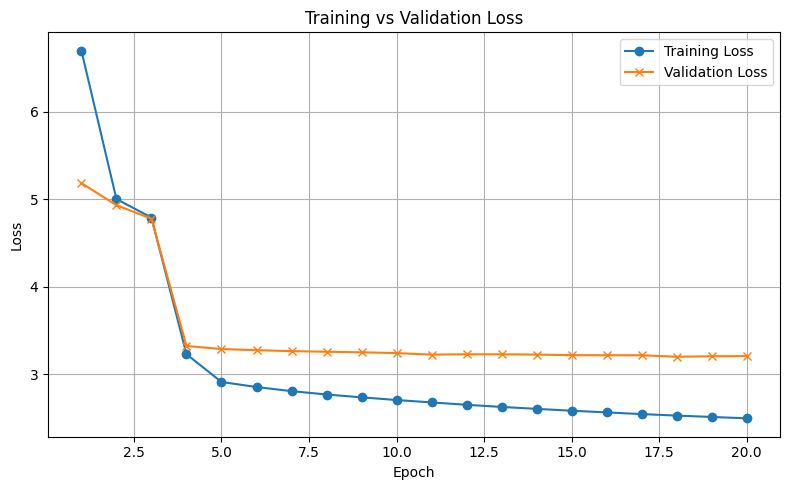 Training vs Validation Loss
Training Loss
Validation Loss
6
5
4
3
Loss
2.5 5.0 7.5 10.0 12.5 15.0 17.5 20.0
Epoch